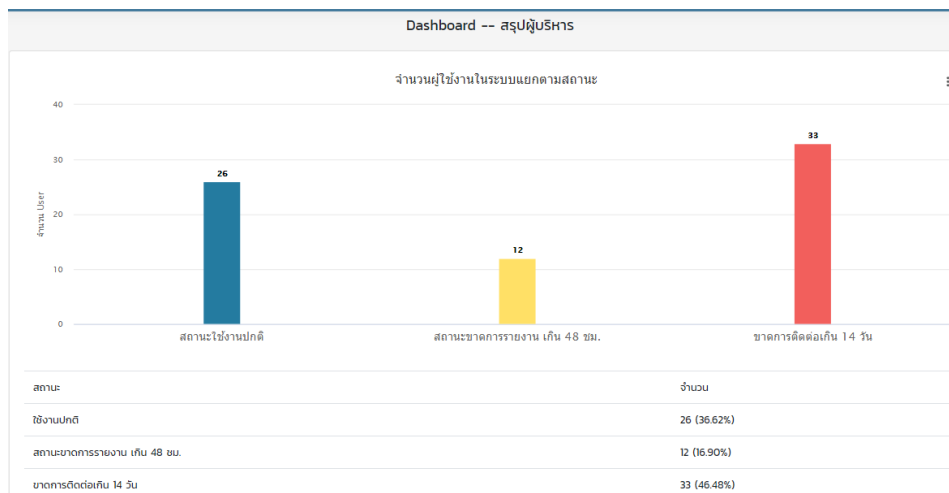 Dashboard -- สรุปผู้บริหาร
จำนวนผู้ใช้งานในระบบแยกตามสถานะ
40
30
20
10
0
จำนวน User
26
12
33
สถานะใช้งานปกติ
สถานะขาดการรายงาน เกิน 48 ชม.
ขาดการติดต่อเกิน 14 วัน
สถานะ จำนวน
ใช้งานปกติ 26 (36.62%)
สถานะขาดการรายงาน เกิน 48 ชม. 12 (16.90%)
ขาดการติดต่อเกิน 14 วัน 33 (46.48%)